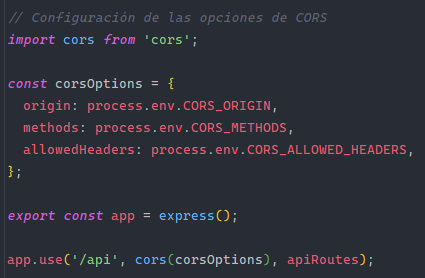 // Configuración de las opciones de CORS
import cors from 'cors';
const corsOptions = {
origin: process.env.CORS_ORIGIN,
methods: process.env.CORS_METHODS,
allowedHeaders: process.env.CORS_ALLOWED_HEADERS,
};
export const app = express();
app.use('/api', cors(corsOptions), apiRoutes);